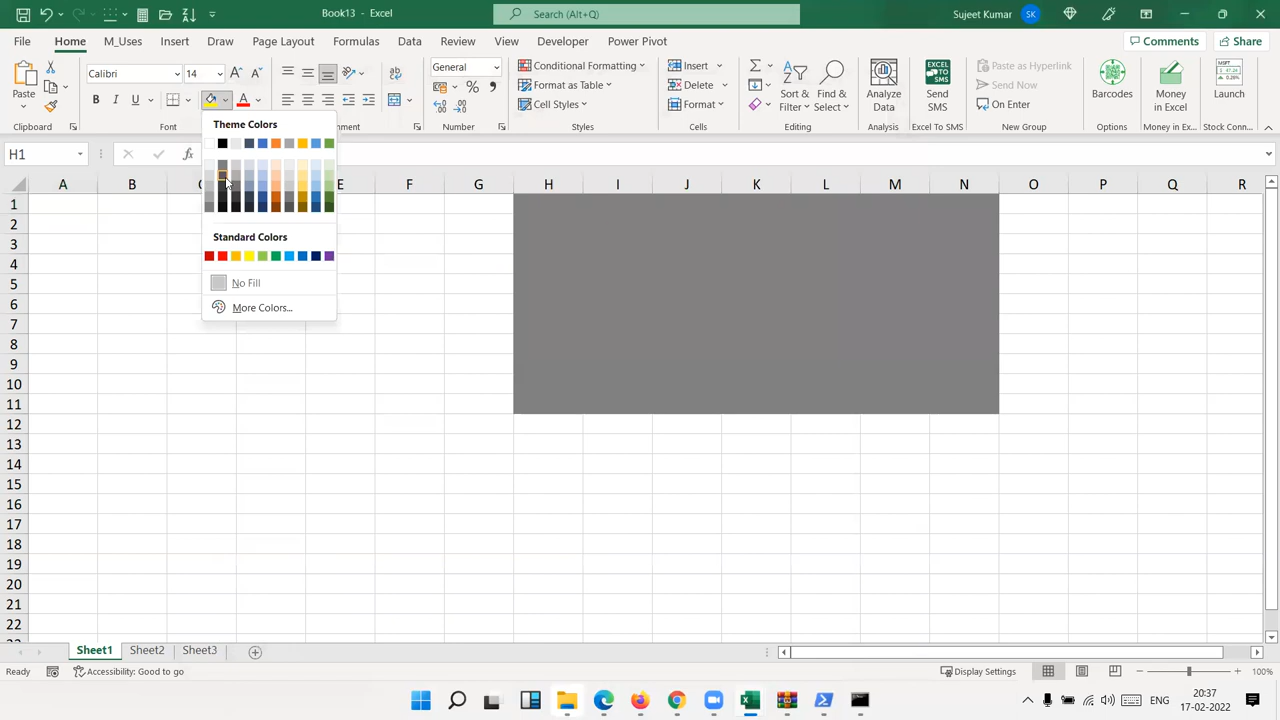 Book13 - Excel
Search (Alt+Q)
Sujeet Kumar
SK
File
Home
M_Uses
Insert
Draw
Page Layout
Formulas
Data
Review
View
Developer
Power Pivot
Comments
Share
Paste
Calibri
14
B
I
U
General
Conditional Formatting
Format as Table
Cell Styles
Insert
Delete
Format
Sort &
Filter
Find &
Select
Analyze
Data
EXCEL
TO
SMS
Send
SMS
Paste as Hyperlink
Send Now
On Enter
Barcodes
Money
in Excel
Launch
Clipboard
Font
Number
Styles
Cells
Editing
Analysis
Excel To SMS
New Group
Money in Ex...
Stock Conn...
H1
fx
Theme Colors
Standard Colors
No Fill
More Colors...
A B E F G H I J K L M N O P Q R
1
2
3
4
5
6
7
8
9
10
11
12
13
14
15
16
17
18
19
20
21
22
Sheet1
Sheet2
Sheet3
Ready
Accessibility: Good to go
Display Settings
100%
ENG
20:37
17-02-2022